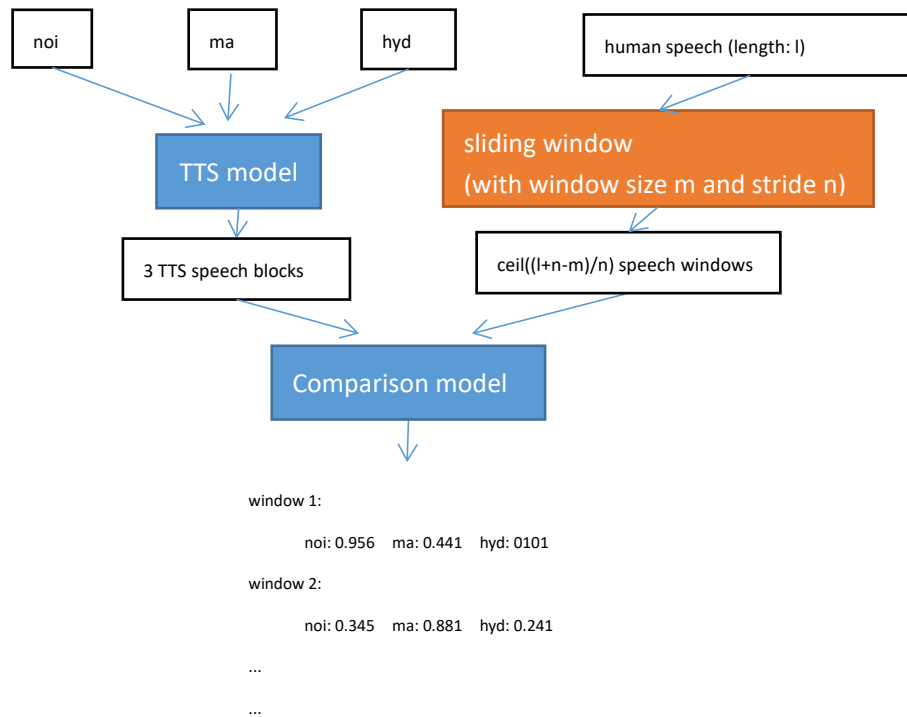 noi
ma
hyd
human speech (length: l)
TTS model
sliding window
(with window size m and stride n)
3 TTS speech blocks
ceil((l+n-m)/n) speech windows
Comparison model
window 1:
noi: 0.956 ma: 0.441 hyd: 0101
window 2:
noi: 0.345 ma: 0.881 hyd: 0.241
...
...